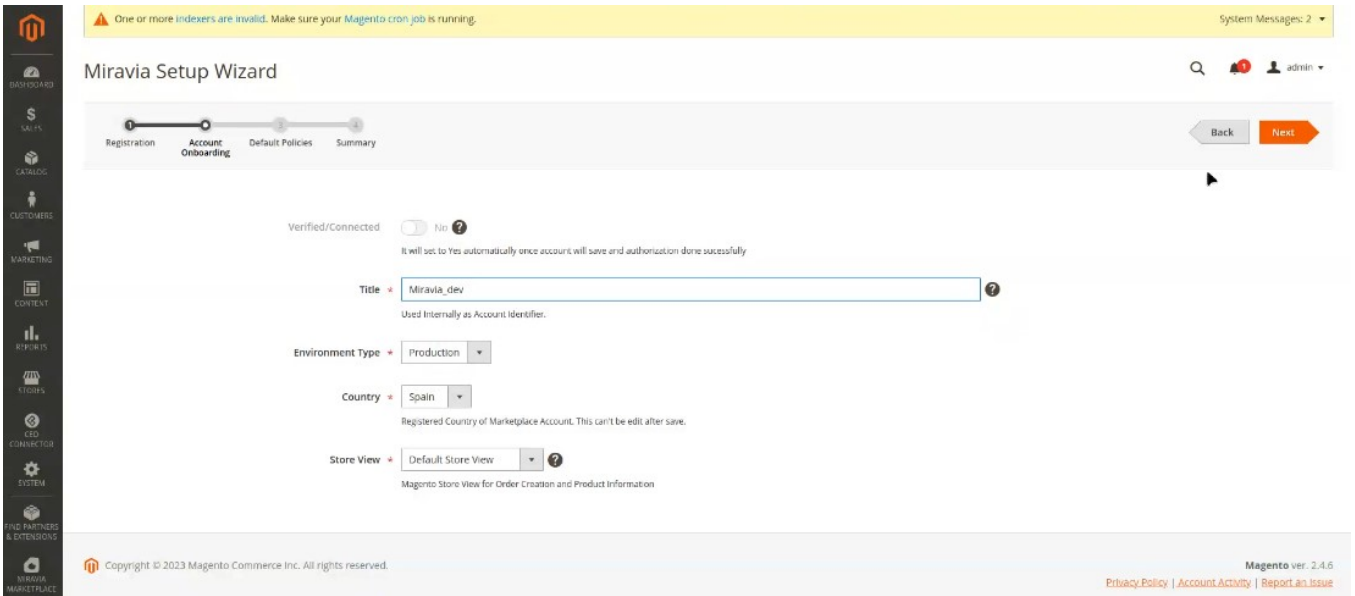 One or more indexers are invalid. Make sure your Magento cron job is running.
System Messages: 2
Miravia Setup Wizard
1
admin
DASHBOARD
SALES
CATALOG
CUSTOMERS
MARKETING
CONTENT
REPORTS
STORES
CED
CONNECTOR
SYSTEM
FIND PARTNERS
& EXTENSIONS
MIRAVIA
MARKETPLACE
1
3
4
Registration
Account
Onboarding
Default Policies
Summary
Back
Next
Verified/Connected
No
It will set to Yes automatically once account will save and authorization done sucessfully
Title *
Miravia_dev
Used Internally as Account Identifier.
Environment Type *
Production
Country *
Spain
Registered Country of Marketplace Account. This can't be edit after save.
Store View *
Default Store View
Magento Store View for Order Creation and Product Information
Copyright © 2023 Magento Commerce Inc. All rights reserved.
Magento ver. 2.4.6
Privacy Policy | Account Activity | Report an Issue